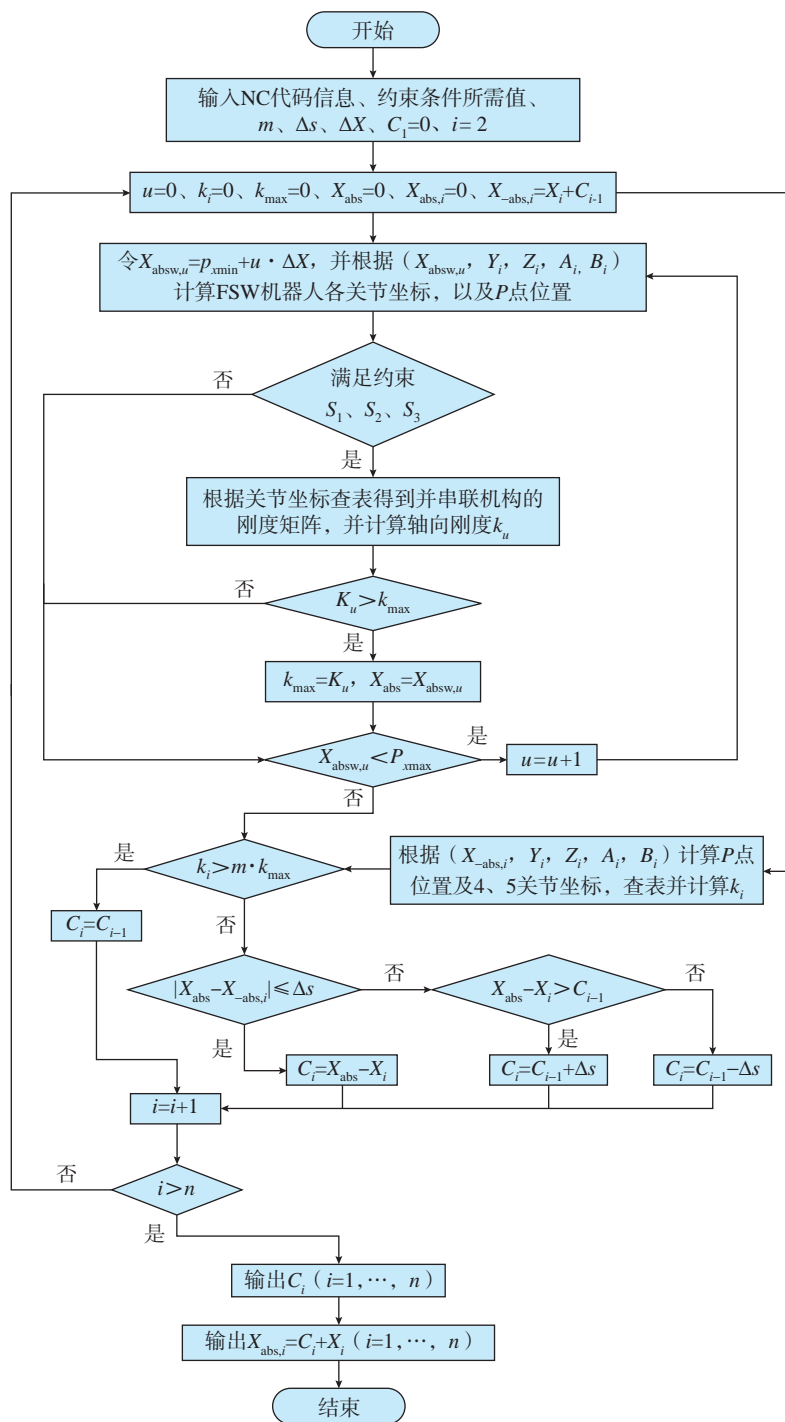 开始
输入NC代码信息、约束条件所需值、
m、Δs、ΔX、C₁=0、i= 2
u=0、kᵢ=0、kmax=0、Xabs=0、Xabs,i=0、X–abs,i=Xi+Ci-1
令Xabsw,u=pxmin+u・ΔX，并根据（Xabsw,u，Yi，Zi，Ai, Bi）
计算FSW机器人各关节坐标，以及P点位置
否
满足约束
S₁、S₂、S₃
是
根据关节坐标查表得到并串联机构的
刚度矩阵，并计算轴向刚度ku
否
Ku＞kmax
是
kmax=Ku，Xabs=Xabsw,u
Xabsw,u＜Pxmax
是
u=u+1
否
是
ki＞m·kmax
根据（X–abs,i，Yi，Zi，Ai，Bi）计算P点
位置及4、5关节坐标，查表并计算ki
Ci=Ci–1
否
|Xabs–X–abs,i|≤Δs
否
Xabs–Xi＞Ci–1
否
是
是
Ci=Xabs–Xi
Ci=Ci–1+Δs
Ci=Ci–1–Δs
i=i+1
否
i＞n
是
输出Ci（i=1，…，n）
输出Xabs,i=Ci+Xi（i=1，…，n）
结束